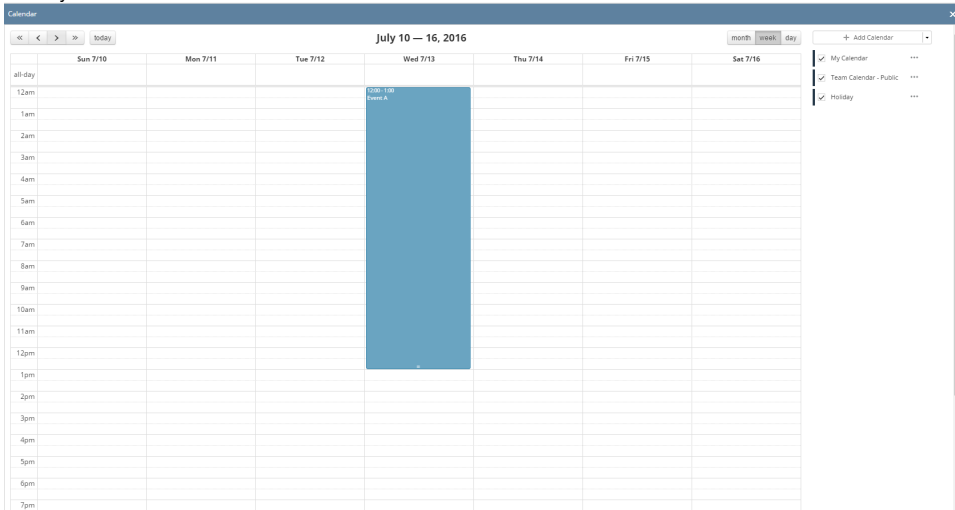 Calendar
today
July 10 — 16, 2016
month week day
+ Add Calendar
Sun 7/10 Mon 7/11 Tue 7/12 Wed 7/13 Thu 7/14 Fri 7/15 Sat 7/16
My Calendar
all-day
Team Calendar - Public
12am
12:00 - 1:00
Event A
Holiday
1am
2am
3am
4am
5am
6am
7am
8am
9am
10am
11am
12pm
1pm
2pm
3pm
4pm
5pm
6pm
7pm